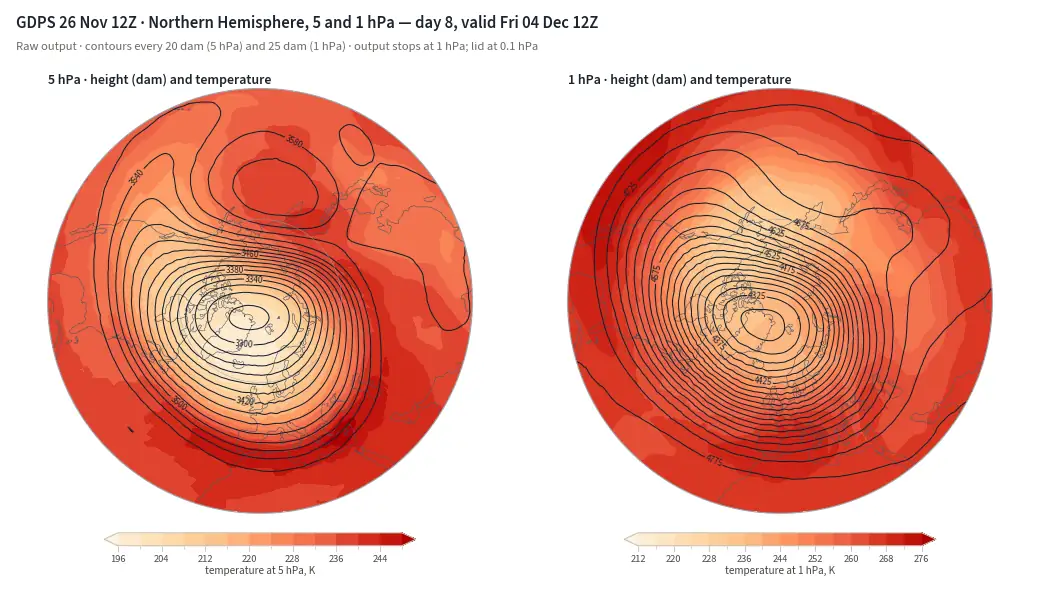 GDPS 26 Nov 12Z · Northern Hemisphere, 5 and 1 hPa — day 8, valid Fri 04 Dec 12Z
Raw output · contours every 20 dam (5 hPa) and 25 dam (1 hPa) · output stops at 1 hPa; lid at 0.1 hPa
5 hPa · height (dam) and temperature
1 hPa · height (dam) and temperature
3580
3540
3460
3380
3340
3300
3420
3500
4675
4625
4525
4475
4575
4325
4375
4425
4775
196 204 212 220 228 236 244
temperature at 5 hPa, K
212 220 228 236 244 252 260 268 276
temperature at 1 hPa, K